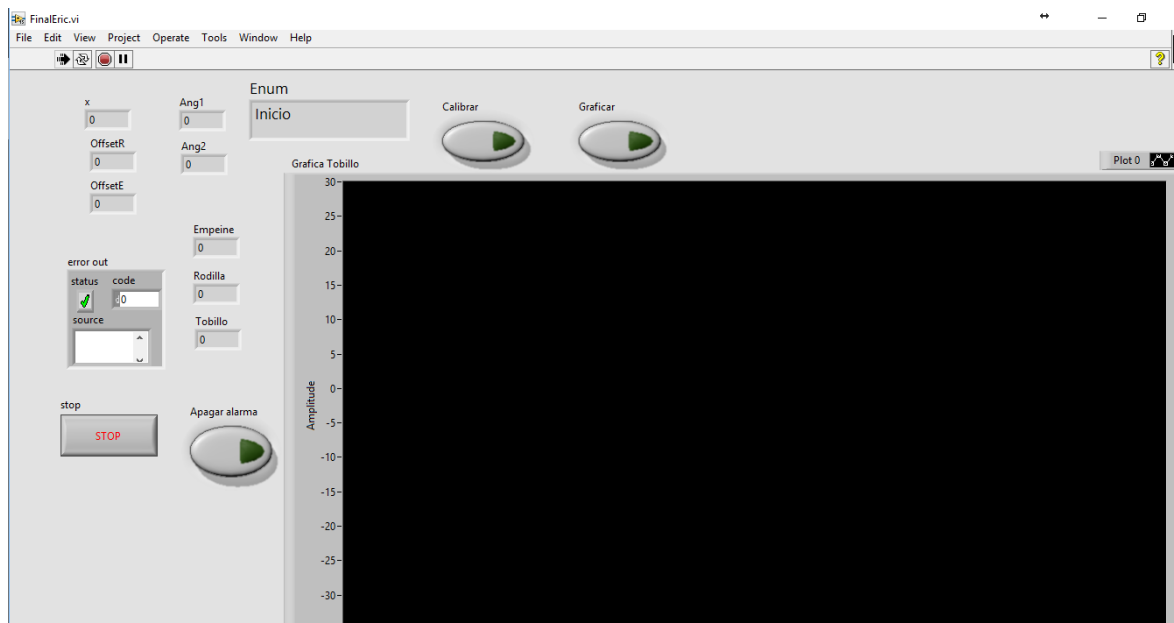 FinalEric.vi
File Edit View Project Operate Tools Window Help
x
0
OffsetR
0
OffsetE
0
Ang1
0
Ang2
0
Enum
Inicio
Calibrar
Graficar
Empeine
0
Rodilla
0
Tobillo
0
error out
status code
0
source
stop
STOP
Apagar alarma
Grafica Tobillo
Plot 0
Amplitude
30
25
20
15
10
5
0
-5
-10
-15
-20
-25
-30